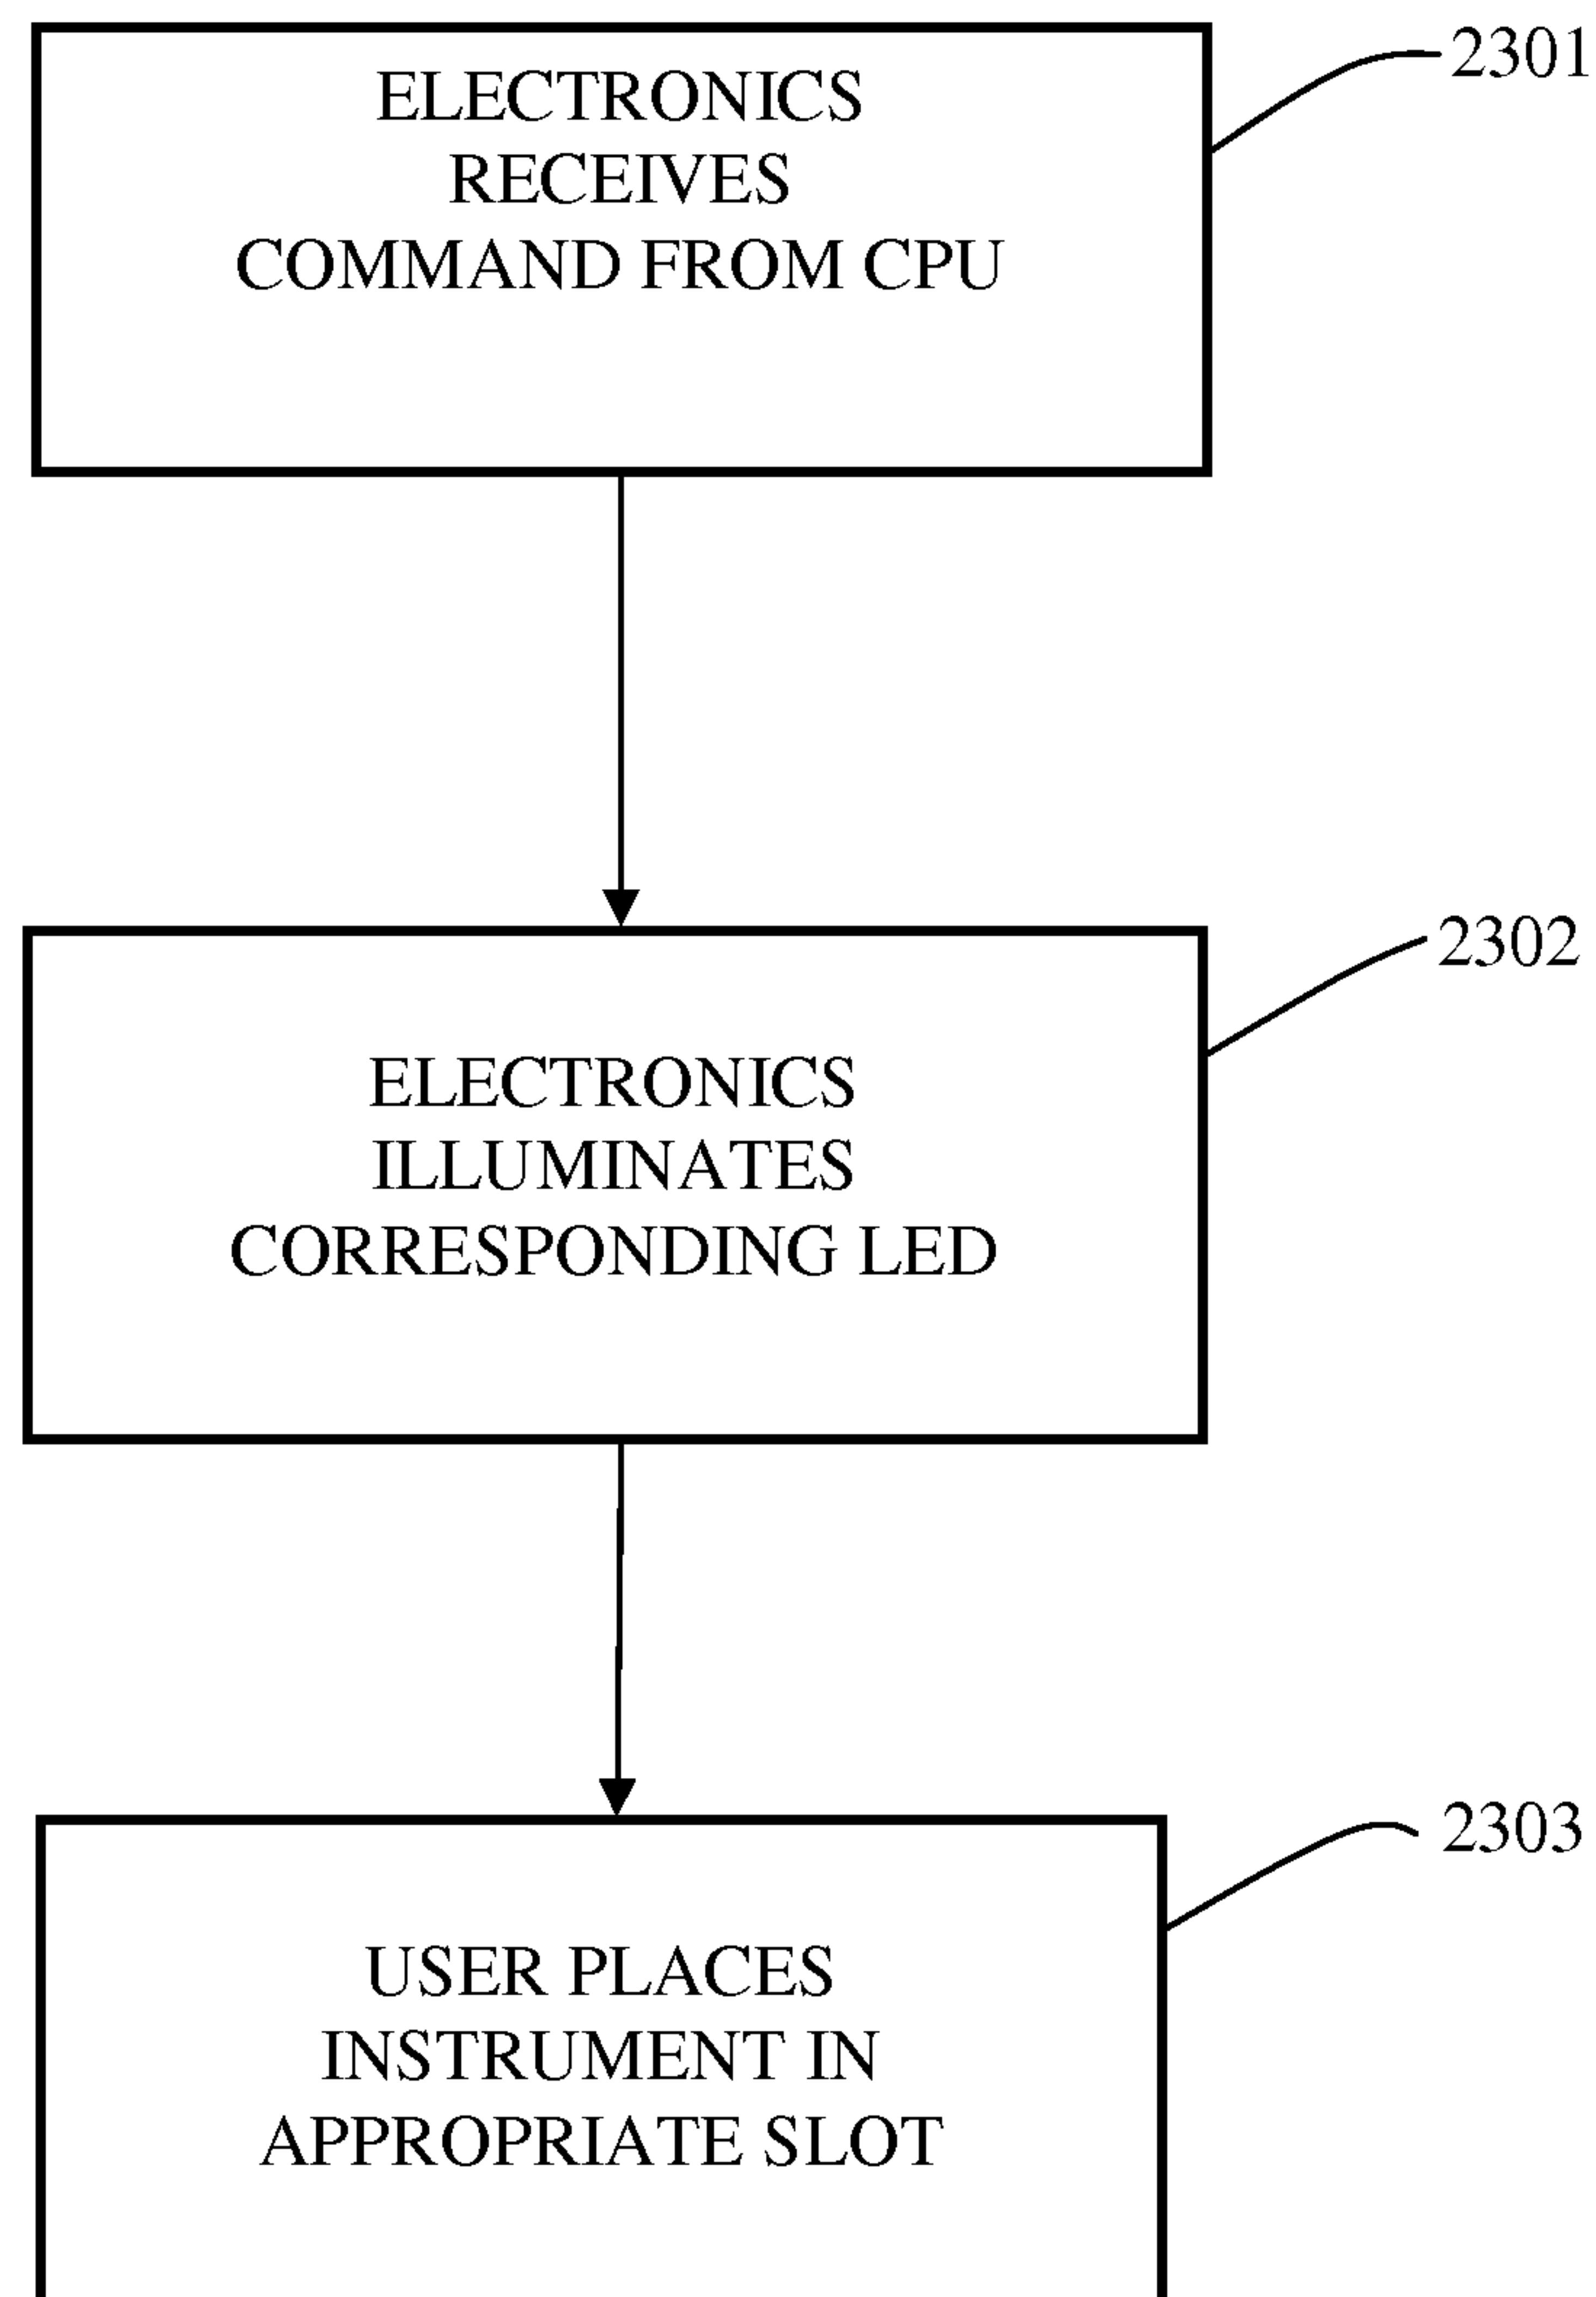 2301
ELECTRONICS
RECEIVES
COMMAND FROM CPU
2302
ELECTRONICS
ILLUMINATES
CORRESPONDING LED
2303
USER PLACES
INSTRUMENT IN
APPROPRIATE SLOT